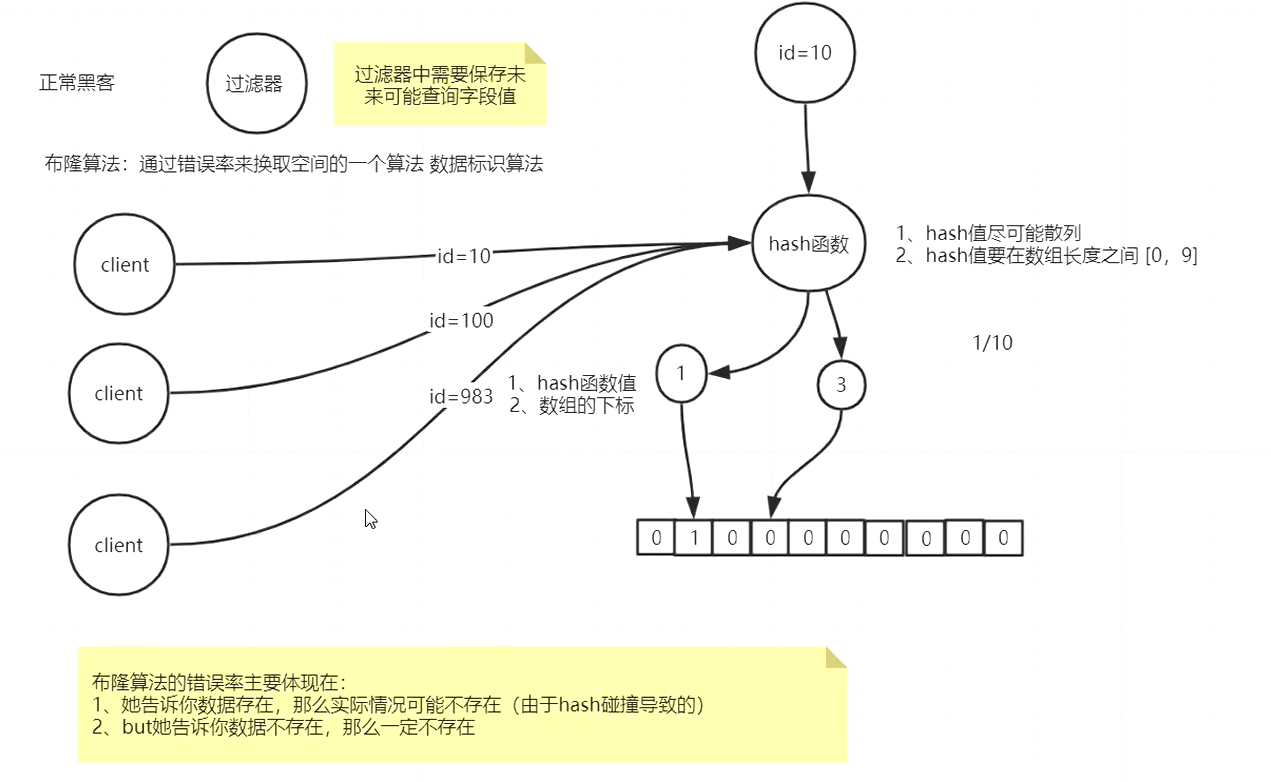 id=10
正常黑客
过滤器
过滤器中需要保存未
来可能查询字段值
布隆算法：通过错误率来换取空间的一个算法 数据标识算法
client
id=10
hash函数
1、hash值尽可能散列
2、hash值要在数组长度之间 [0，9]
id=100
1/10
client
id=983
1、hash函数值
2、数组的下标
1
3
client
0 1 0 0 0 0 0 0 0 0
布隆算法的错误率主要体现在：
1、她告诉你数据存在，那么实际情况可能不存在（由于hash碰撞导致的）
2、but她告诉你数据不存在，那么一定不存在